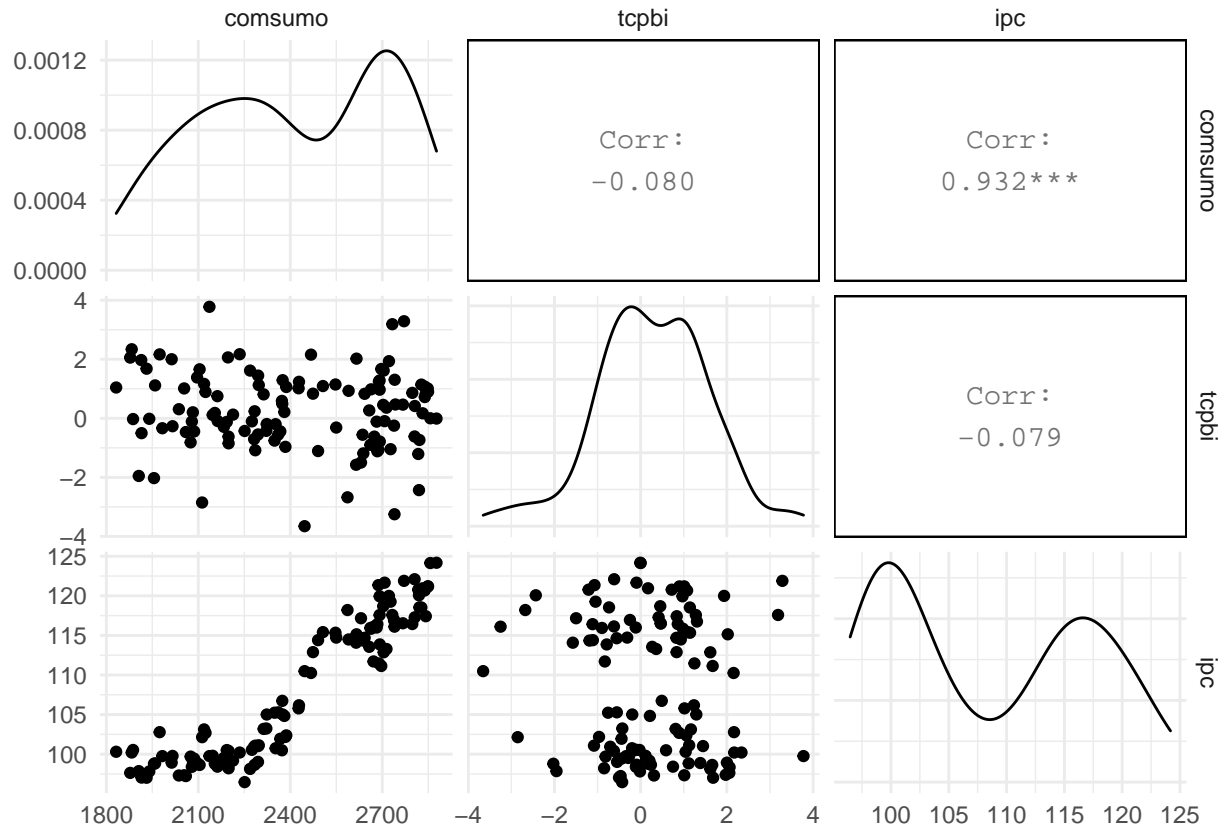 comsumo tcpbi ipc
0.0012
0.0008
0.0004
0.0000
Corr:
-0.080
Corr:
0.932***
comsumo
4
2
0
-2
-4
Corr:
-0.079
tcpbi
125
120
115
110
105
100
ipc
1800 2100 2400 2700
-4 -2 0 2 4
100 105 110 115 120 125